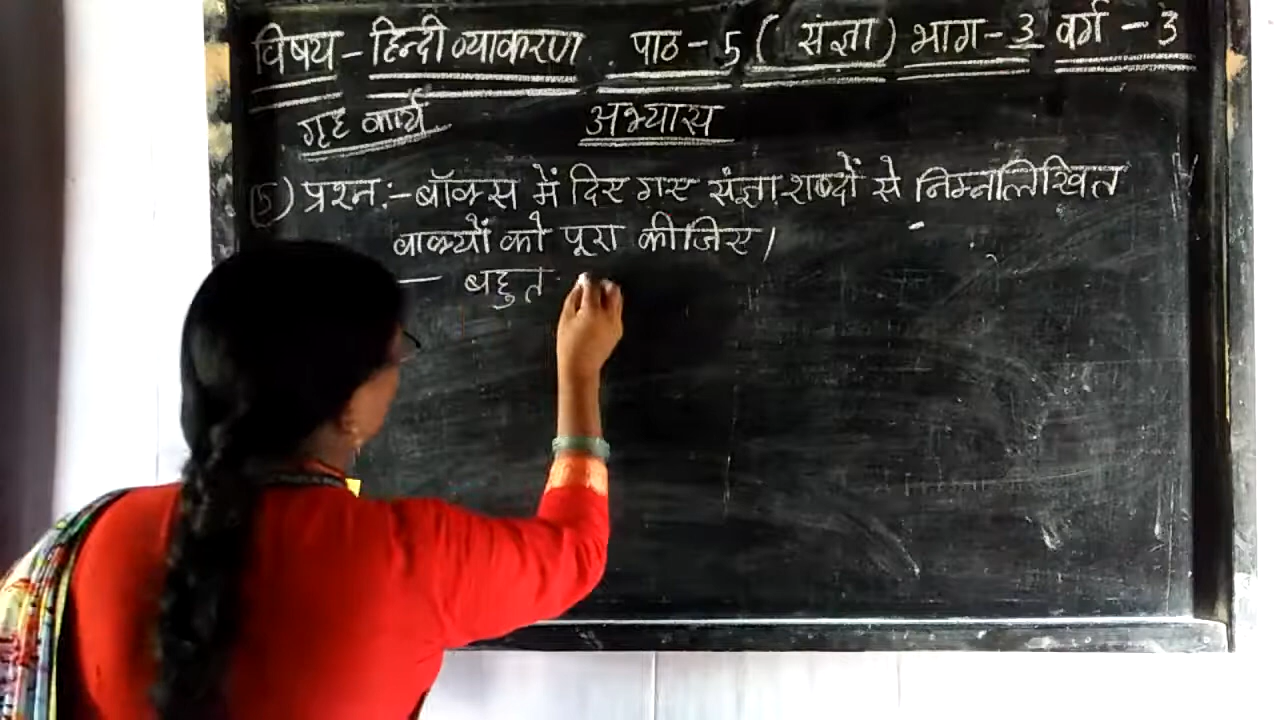 विषय - हिन्दी व्याकरण . पाठ - 5 ( संज्ञा ) भाग - 3 वर्ग - 3
गृह कार्य अभ्यास
(5) प्रश्न :- बॉक्स में दिए गए संज्ञा शब्दों से निम्नलिखित
वाक्यों को पूरा कीजिए।
— बहुत